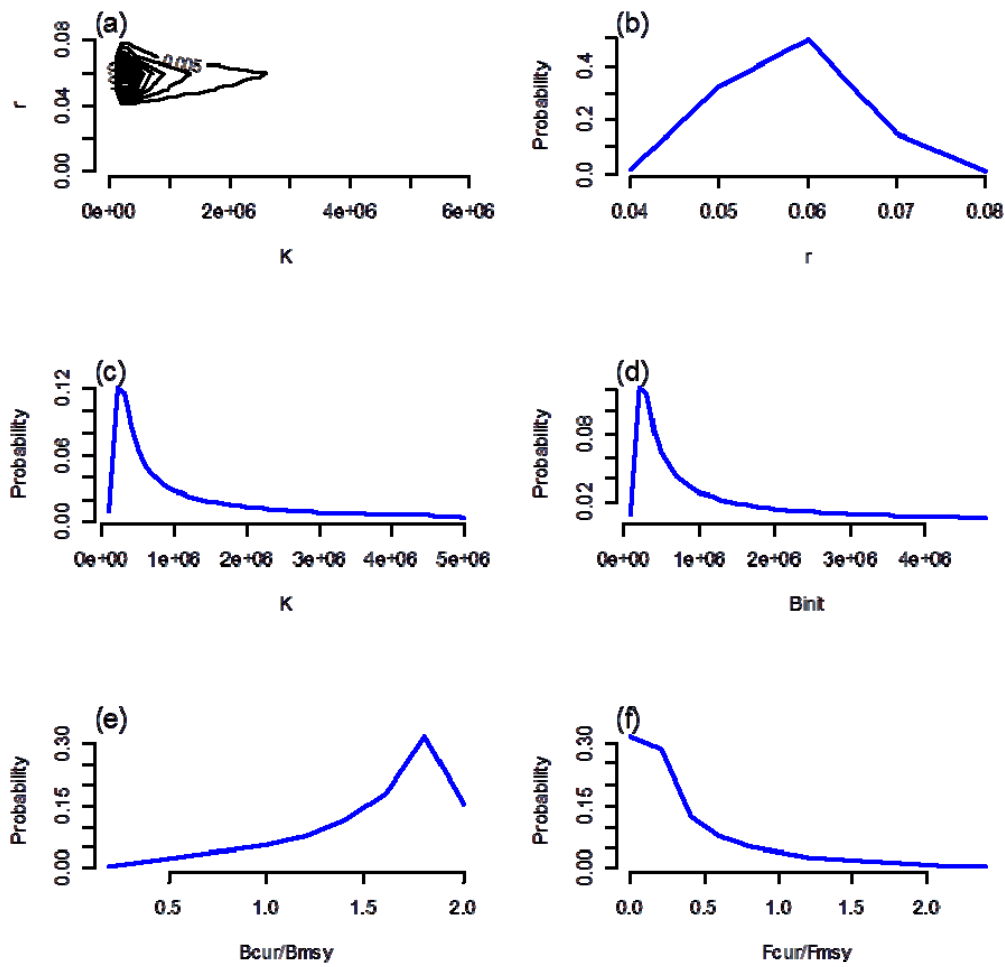 (a)
r
0.00 0.04 0.08
0.005
0e+00 2e+06 4e+06 6e+06
K
(b)
Probability
0.0 0.2 0.4
0.04 0.05 0.06 0.07 0.08
r
(c)
Probability
0.00 0.06 0.12
0e+00 1e+06 2e+06 3e+06 4e+06 5e+06
K
(d)
Probability
0.02 0.08
0e+00 1e+06 2e+06 3e+06 4e+06
Binit
(e)
Probability
0.00 0.15 0.30
0.5 1.0 1.5 2.0
Bcur/Bmsy
(f)
Probability
0.00 0.15 0.30
0.0 0.5 1.0 1.5 2.0
Fcur/Fmsy